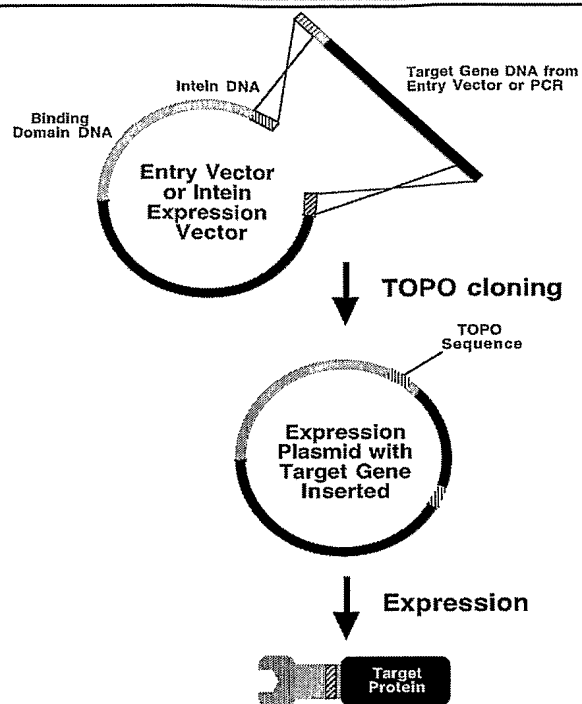 Intein DNA
Target Gene DNA from
Entry Vector or PCR
Binding
Domain DNA
Entry Vector
or Intein
Expression
Vector
TOPO cloning
TOPO
Sequence
Expression
Plasmid with
Target Gene
Inserted
Expression
Target
Protein